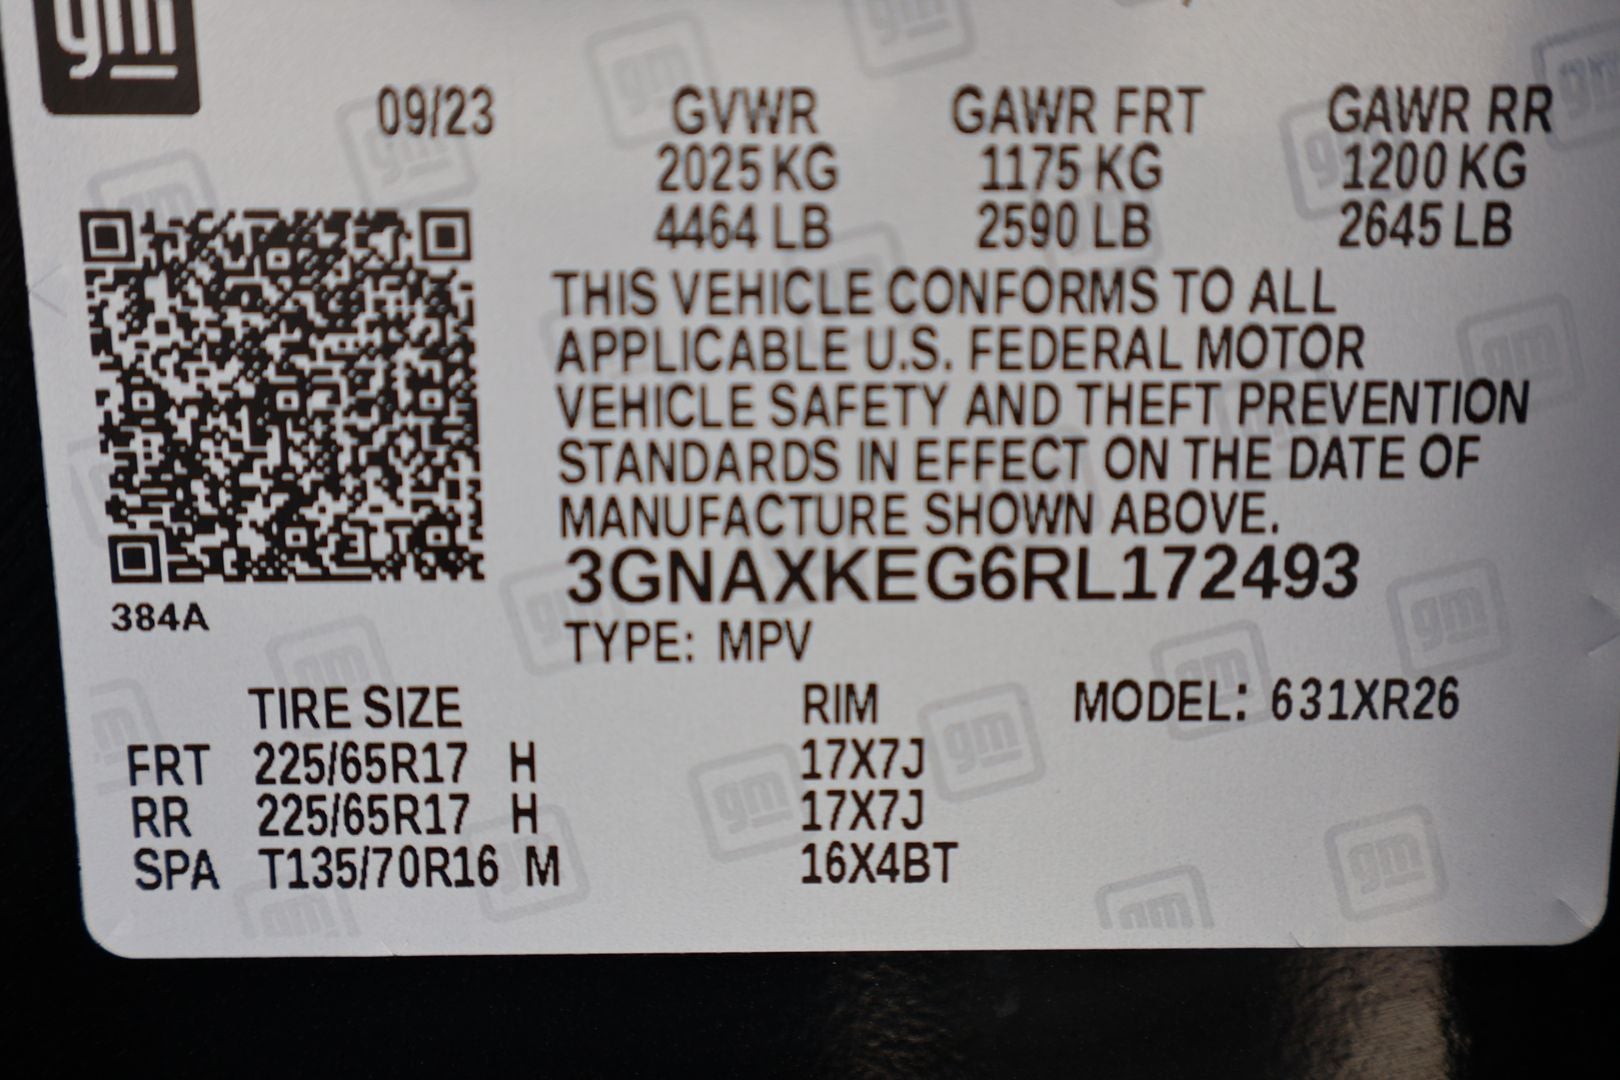 gm
09/23 GVWR GAWR FRT GAWR RR
2025 KG 1175 KG 1200 KG
4464 LB 2590 LB 2645 LB
THIS VEHICLE CONFORMS TO ALL
APPLICABLE U.S. FEDERAL MOTOR
VEHICLE SAFETY AND THEFT PREVENTION
STANDARDS IN EFFECT ON THE DATE OF
MANUFACTURE SHOWN ABOVE.
3GNAXKEG6RL172493
384A
TYPE: MPV
TIRE SIZE RIM MODEL: 631XR26
FRT 225/65R17 H 17X7J
RR 225/65R17 H 17X7J
SPA T135/70R16 M 16X4BT